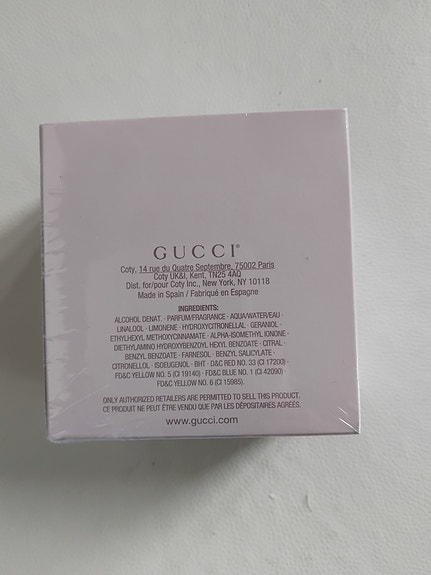 GUCCI®
Coty, 14 rue du Quatre Septembre, 75002 Paris
Coty UK&I, Kent, TN25 4AQ
Dist. for/pour Coty Inc., New York, NY 10118
Made in Spain / Fabriqué en Espagne
INGREDIENTS:
ALCOHOL DENAT. · PARFUM/FRAGRANCE · AQUA/WATER/EAU ·
LINALOOL · LIMONENE · HYDROXYCITRONELLAL · GERANIOL ·
ETHYLHEXYL METHOXYCINNAMATE · ALPHA-ISOMETHYL IONONE ·
DIETHYLAMINO HYDROXYBENZOYL HEXYL BENZOATE · CITRAL ·
BENZYL BENZOATE · FARNESOL · BENZYL SALICYLATE ·
CITRONELLOL · ISOEUGENOL · BHT · D&C RED NO. 33 (CI 17200) ·
FD&C YELLOW NO. 5 (CI 19140) · FD&C BLUE NO. 1 (CI 42090) ·
FD&C YELLOW NO. 6 (CI 15985).
ONLY AUTHORIZED RETAILERS ARE PERMITTED TO SELL THIS PRODUCT.
CE PRODUIT NE PEUT ÊTRE VENDU QUE PAR LES DÉPOSITAIRES AGRÉÉS.
www.gucci.com